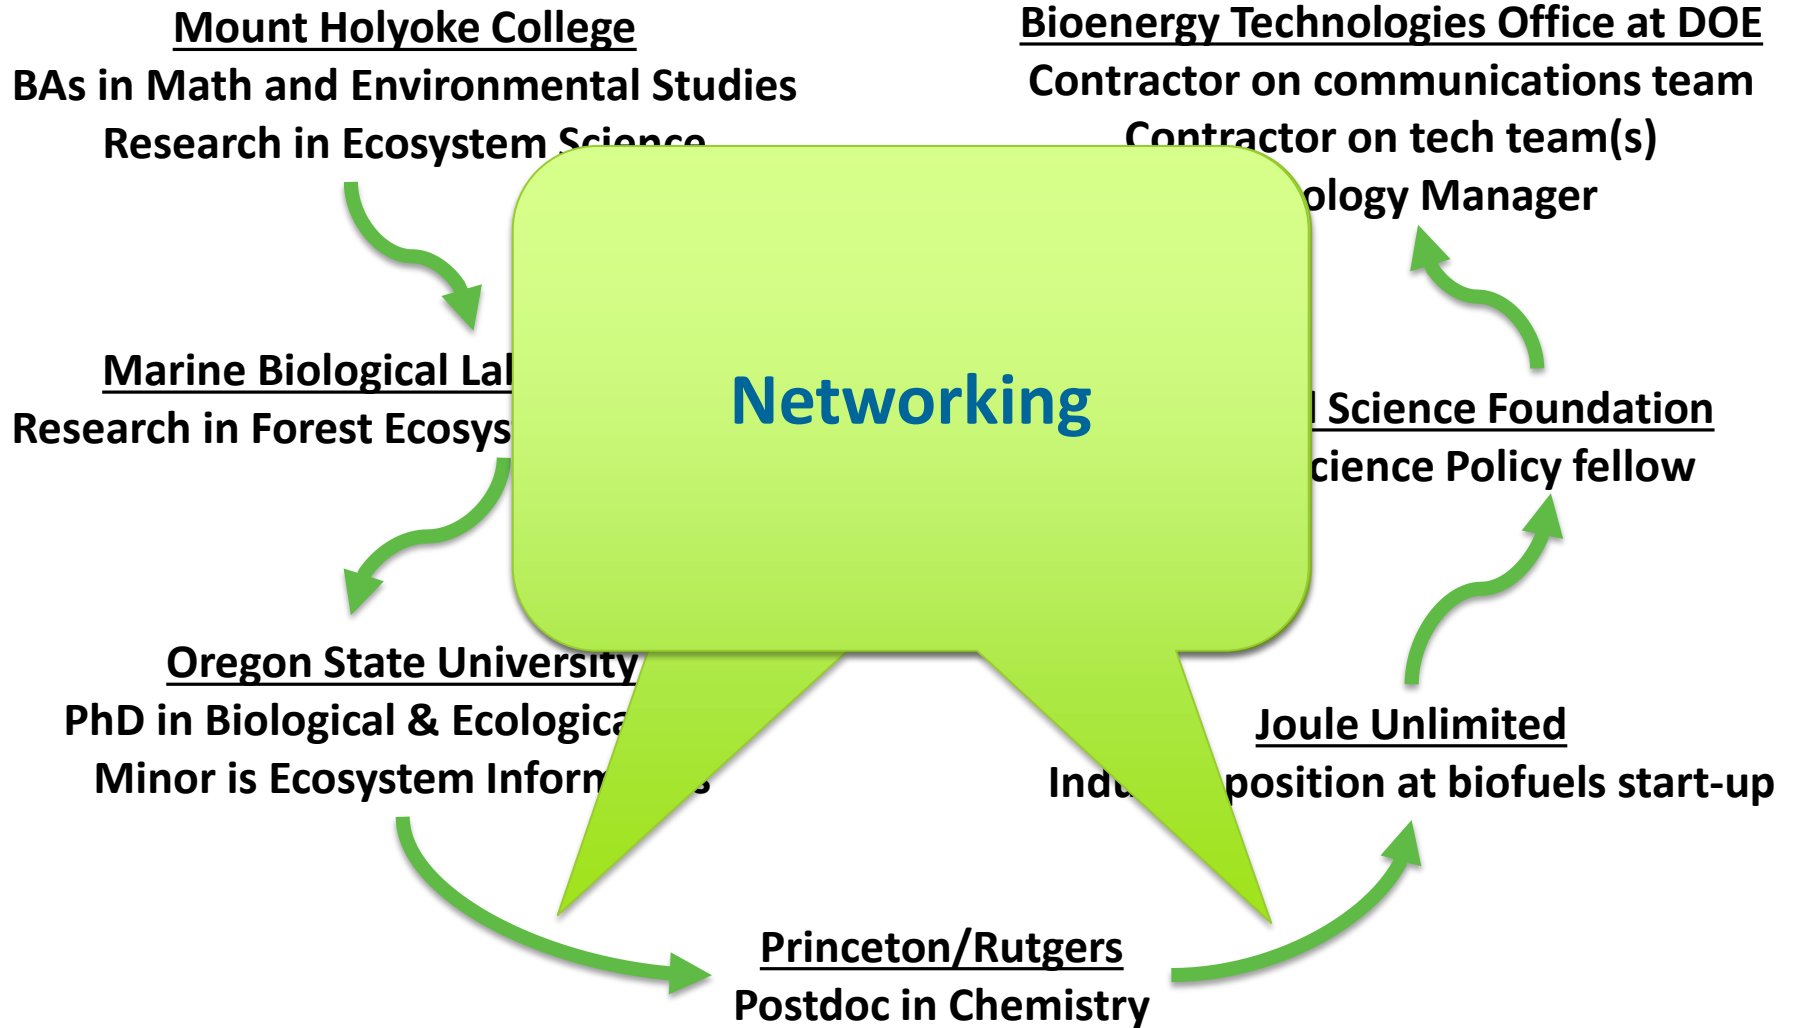 Mount Holyoke College
BAs in Math and Environmental Studies
Research in Ecosystem Science
Marine Biological
Research in Forest
Oregon State University
PhD in Biological &
Minor is Ecosystem
Princeton/Rutgers
Postdoc in Chemistry
Joule Unlimited
position at biofuels start-up
Science Foundation
Policy fellow
Bioenergy Technologies Office at DOE
Contractor on communications team
Contractor on tech team(s)
Manager
Networking